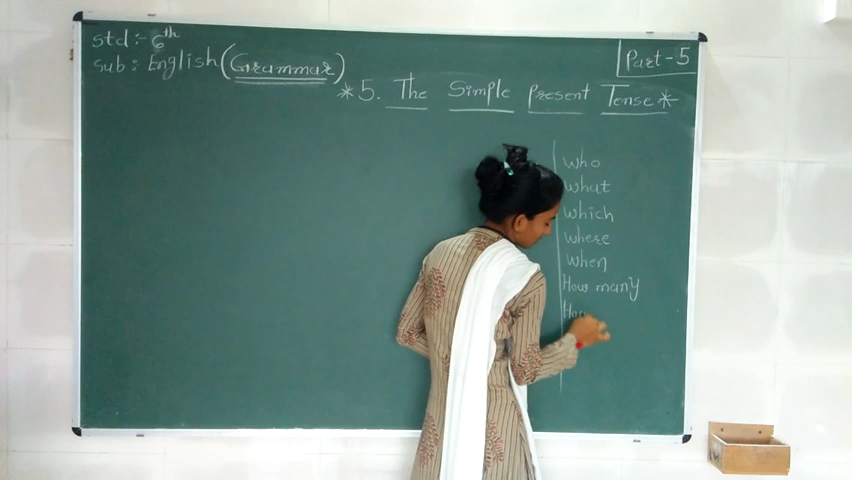 std:- 6th
sub: English (Grammar)
Part-5
*5. The Simple present Tense*
Who
what
which
where
when
How many
Ho